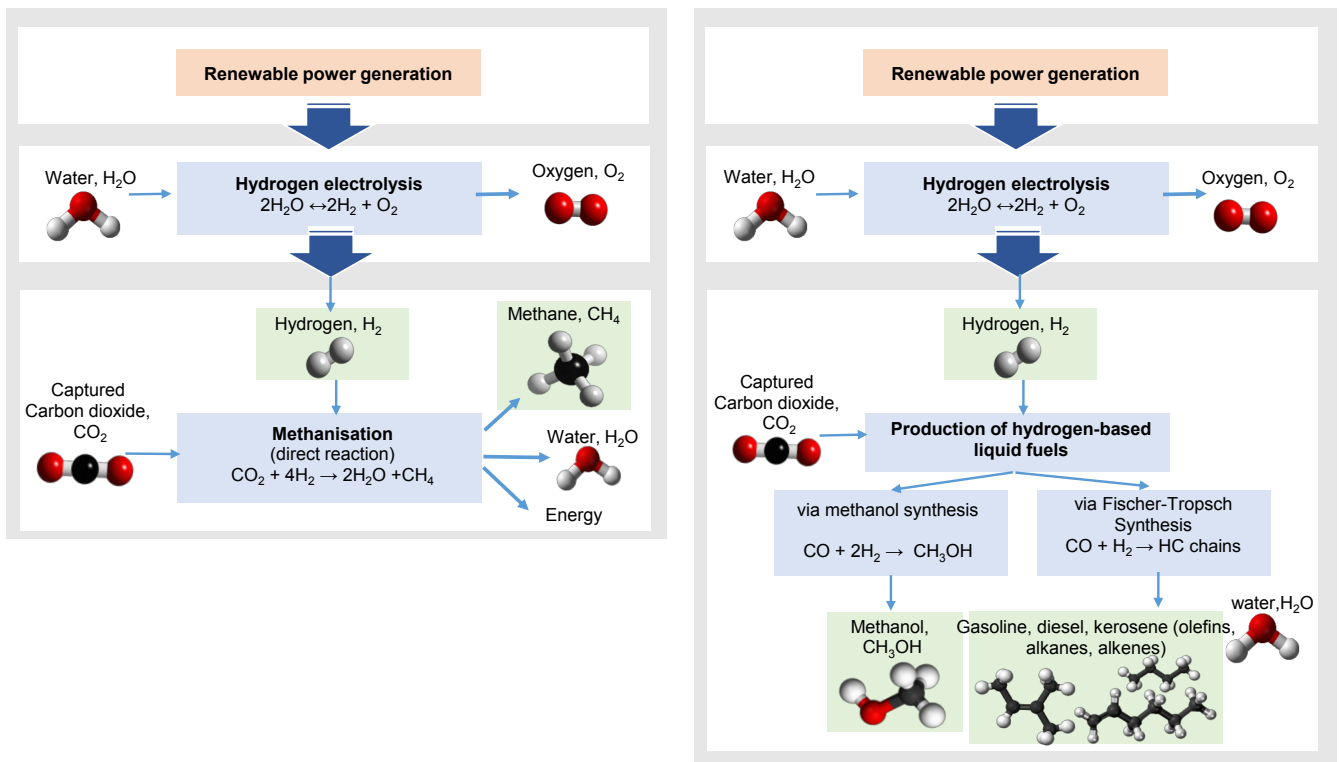 Renewable power generation
Water, H₂O
Hydrogen electrolysis
2H₂O ↔2H₂ + O₂
Oxygen, O₂
Hydrogen, H₂
Methane, CH₄
Captured
Carbon dioxide,
CO₂
Methanisation
(direct reaction)
CO₂ + 4H₂ → 2H₂O +CH₄
Water, H₂O
Energy
Renewable power generation
Water, H₂O
Hydrogen electrolysis
2H₂O ↔2H₂ + O₂
Oxygen, O₂
Hydrogen, H₂
Captured
Carbon dioxide,
CO₂
Production of hydrogen-based
liquid fuels
via methanol synthesis
CO + 2H₂ → CH₃OH
via Fischer-Tropsch
Synthesis
CO + H₂ → HC chains
Methanol,
CH₃OH
Gasoline, diesel, kerosene (olefins,
alkanes, alkenes)
water,H₂O